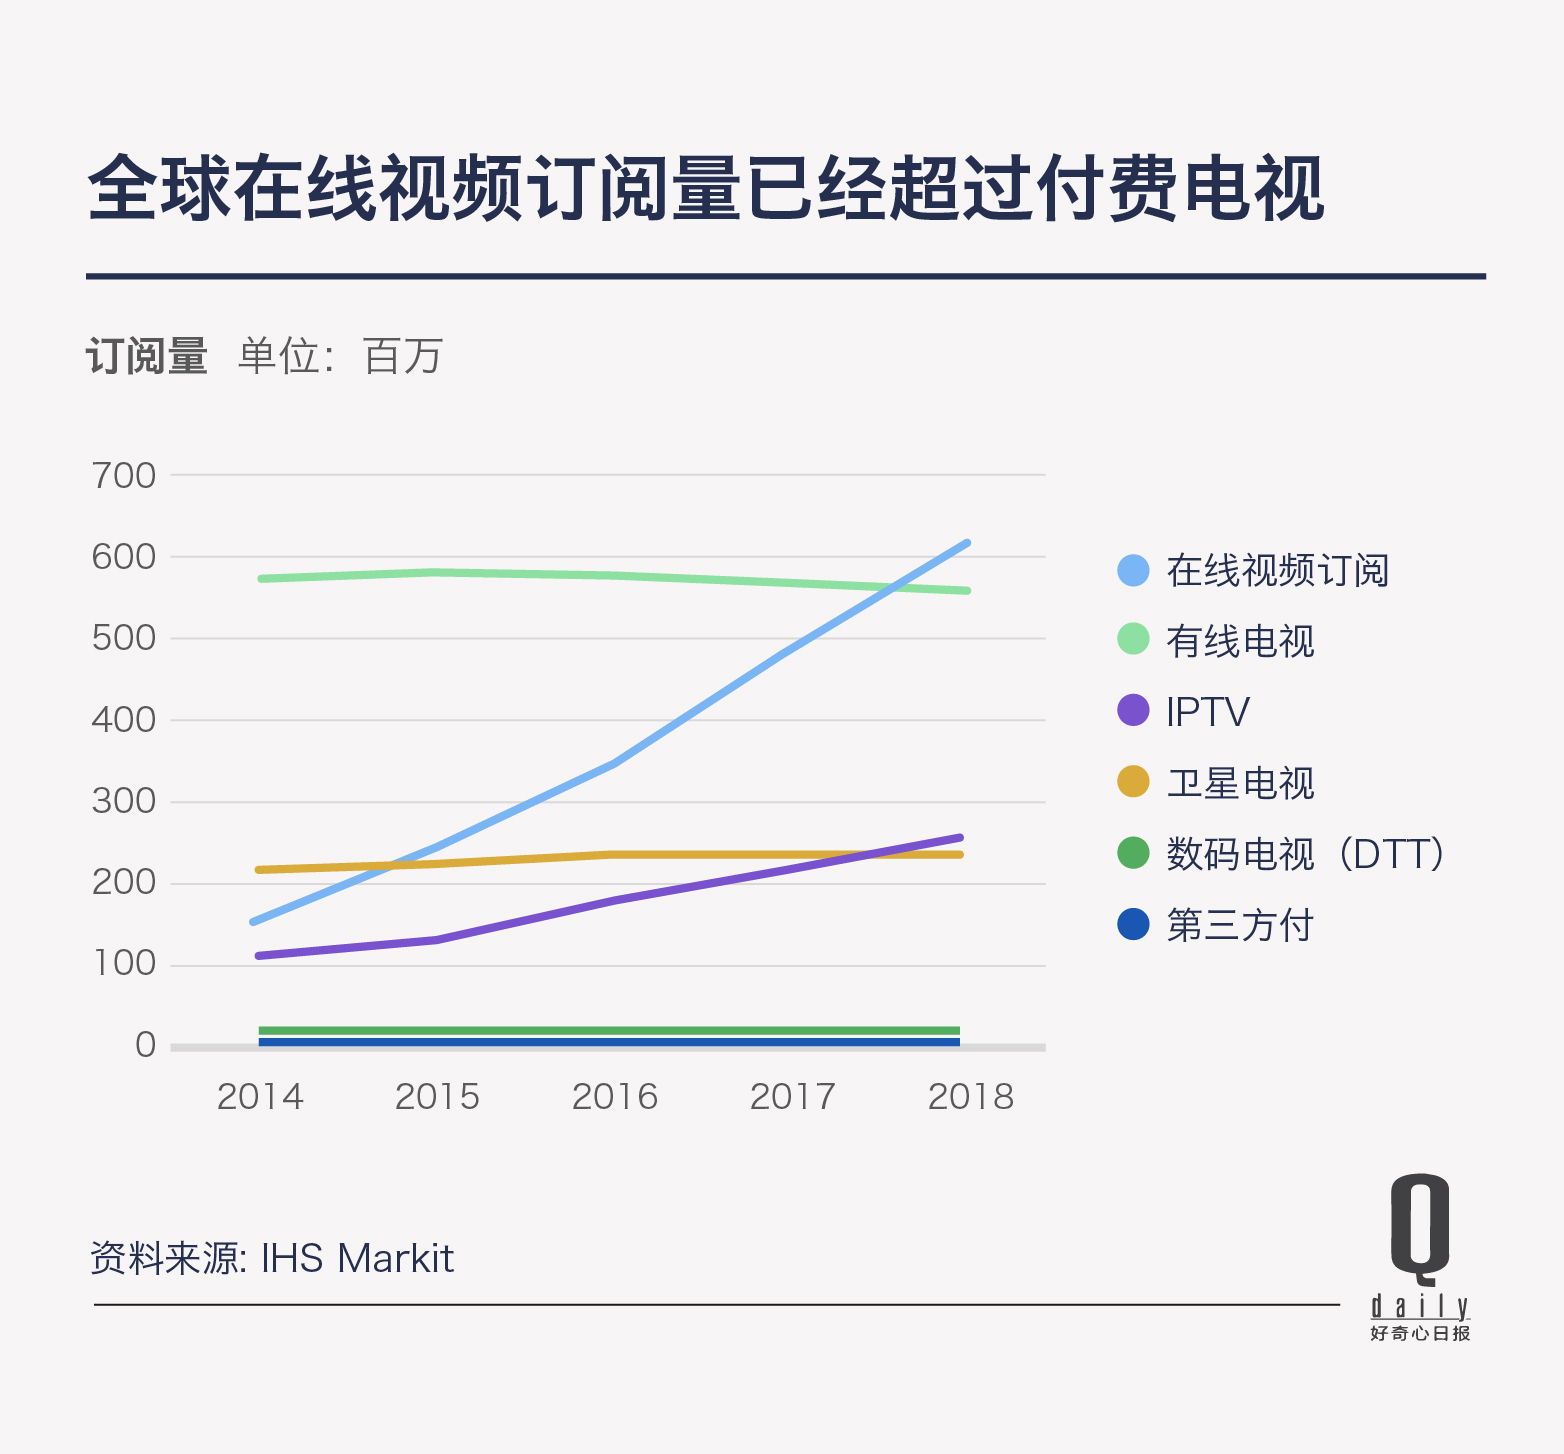 全球在线视频订阅量已经超过付费电视
订阅量 单位：百万
700
600
500
400
300
200
100
0
2014 2015 2016 2017 2018
在线视频订阅
有线电视
IPTV
卫星电视
数码电视（DTT）
第三方付
资料来源: IHS Markit
Q
daily
好奇心日报